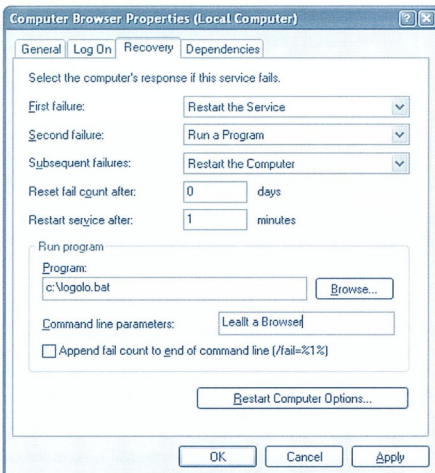 Computer Browser Properties (Local Computer)
General Log On Recovery Dependencies
Select the computer's response if this service fails.
First failure: Restart the Service
Second failure: Run a Program
Subsequent failures: Restart the Computer
Reset fail count after: 0 days
Restart service after: 1 minutes
Run program
Program:
c:\logolo.bat Browse...
Command line parameters: Leallt a Browser
Append fail count to end of command line (/fail=%1%)
Restart Computer Options...
OK Cancel Apply